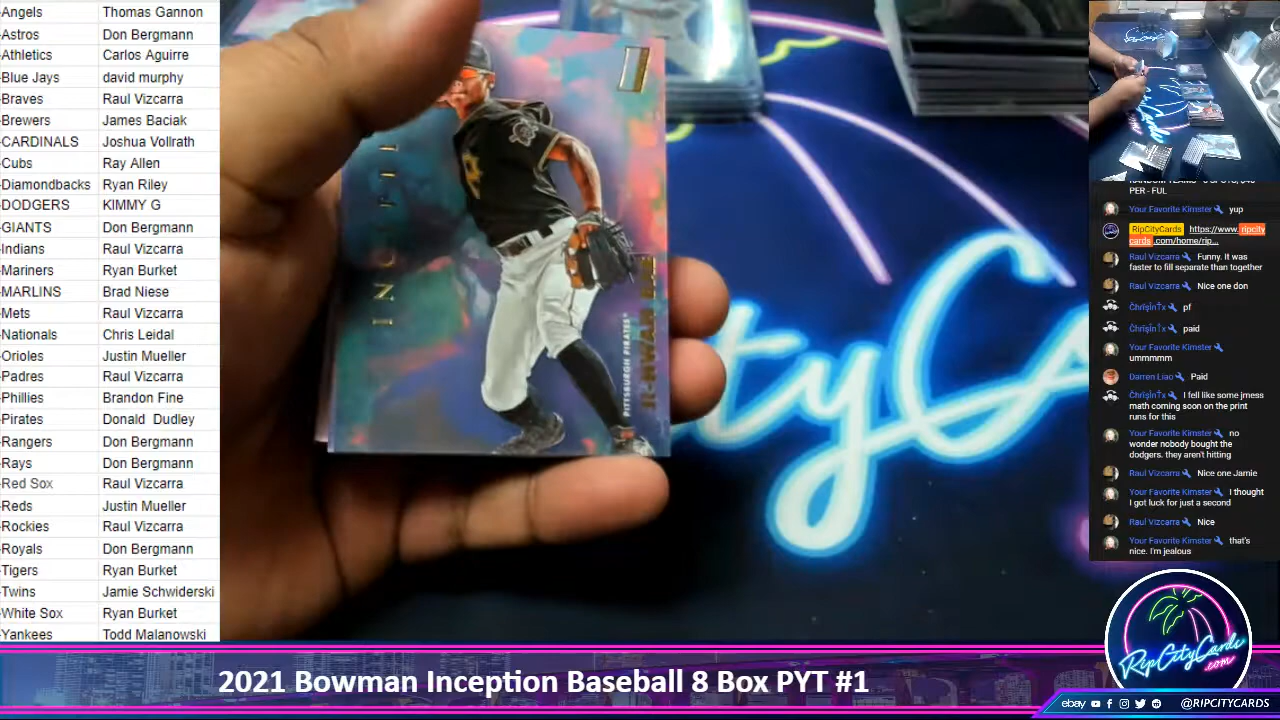 -Angels Thomas Gannon
-Astros Don Bergmann
-Athletics Carlos Aguirre
-Blue Jays david murphy
-Braves Raul Vizcarra
-Brewers James Baciak
-CARDINALS Joshua Vollrath
-Cubs Ray Allen
-Diamondbacks Ryan Riley
-DODGERS KIMMY G
-GIANTS Don Bergmann
-Indians Raul Vizcarra
-Mariners Ryan Burket
-MARLINS Brad Niese
-Mets Raul Vizcarra
-Nationals Chris Leidal
-Orioles Justin Mueller
-Padres Raul Vizcarra
-Phillies Brandon Fine
-Pirates Donald Dudley
-Rangers Don Bergmann
-Rays Don Bergmann
-Red Sox Raul Vizcarra
-Reds Justin Mueller
-Rockies Raul Vizcarra
-Royals Don Bergmann
-Tigers Ryan Burket
-Twins Jamie Schwiderski
-White Sox Ryan Burket
-Yankees Todd Malanowski
PITTSBURGH PIRATES
PER - FUL
Your Favorite Kimster yup
RipCityCards https://www.ripcity
cards.com/home/rip...
Raul Vizcarra Funny. It was
faster to fill separate than together
Raul Vizcarra Nice one don
pf
paid
Your Favorite Kimster
ummmmm
Darren Liao Paid
I fell like some jmess
math coming soon on the print
runs for this
Your Favorite Kimster no
wonder nobody bought the
dodgers. they aren't hitting
Raul Vizcarra Nice one Jamie
Your Favorite Kimster I thought
I got luck for just a second
Raul Vizcarra Nice
Your Favorite Kimster that's
nice. I'm jealous
RipCityCards
.com
2021 Bowman Inception Baseball 8 Box PYT #1
ebay @RIPCITYCARDS